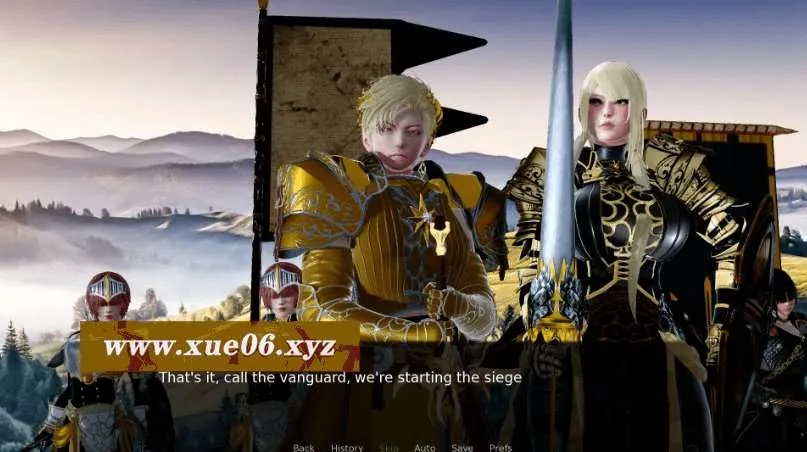 www.xue06.xyz
That's it, call the vanguard, we're starting the siege
Back History Skip Auto Save Prefs